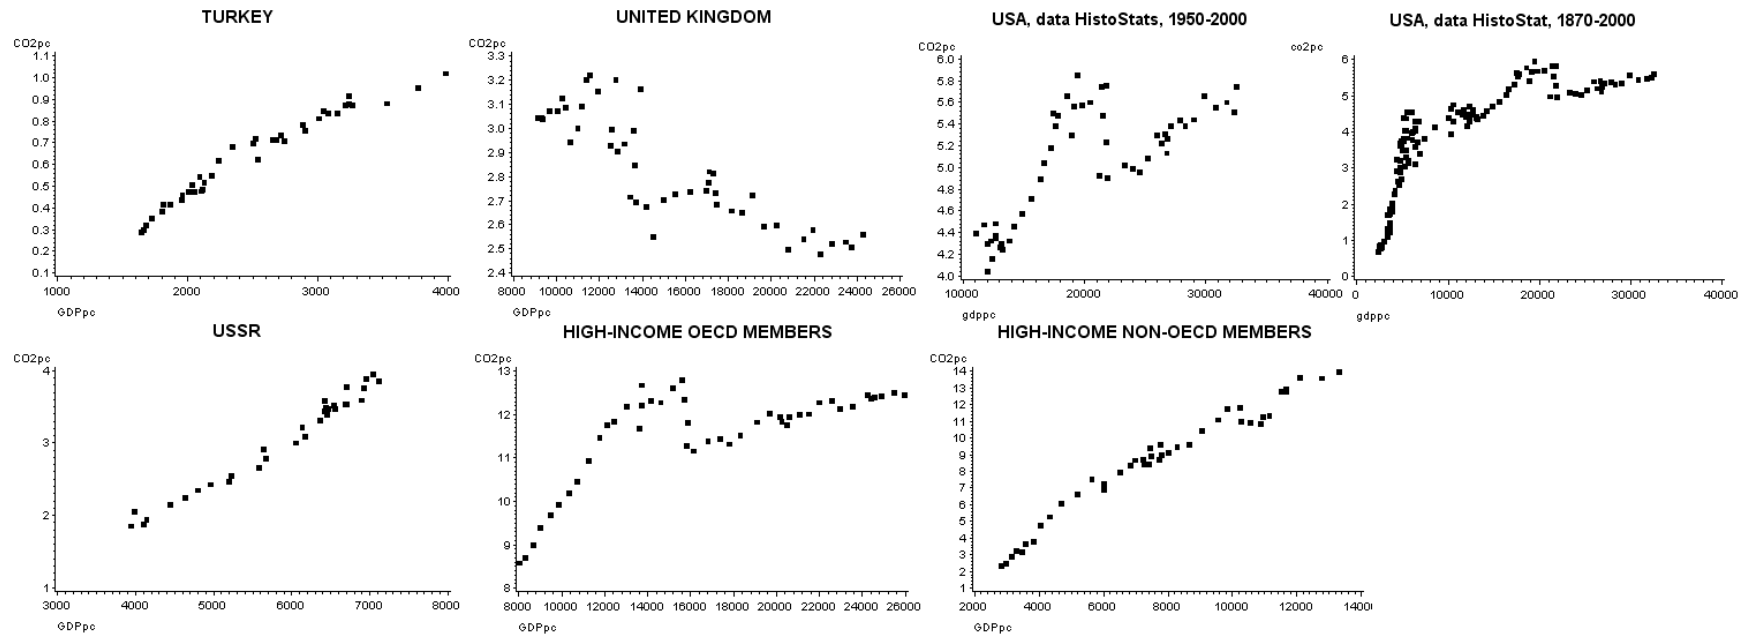 TURKEY
CO2pc
1.1
1.0
0.9
0.8
0.7
0.6
0.5
0.4
0.3
0.2
0.1
1000 2000 3000 4000
GDPpc
UNITED KINGDOM
CO2pc
3.3
3.2
3.1
3.0
2.9
2.8
2.7
2.6
2.5
2.4
8000 10000 12000 14000 16000 18000 20000 22000 24000 26000
GDPpc
USA, data HistoStats, 1950-2000
CO2pc
6.0
5.8
5.6
5.4
5.2
5.0
4.8
4.6
4.4
4.2
4.0
10000 20000 30000 40000
gdppc
USA, data HistoStat, 1870-2000
co2pc
6
5
4
3
2
1
0
0 10000 20000 30000 40000
gdppc
USSR
CO2pc
4
3
2
1
3000 4000 5000 6000 7000 8000
GDPpc
HIGH-INCOME OECD MEMBERS
CO2pc
13
12
11
10
9
8
8000 10000 12000 14000 16000 18000 20000 22000 24000 26000
GDPpc
HIGH-INCOME NON-OECD MEMBERS
CO2pc
14
13
12
11
10
9
8
7
6
5
4
3
2
1
2000 4000 6000 8000 10000 12000 14000
GDPpc